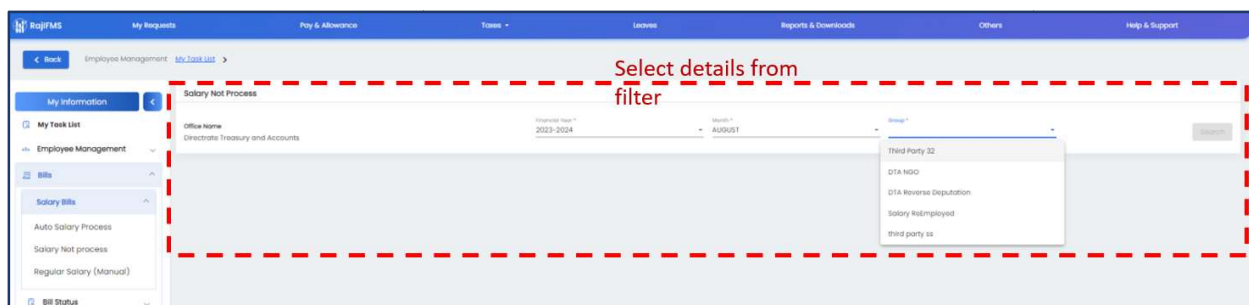 RajIFMS My Requests Pay & Allowance Taxes Leaves Reports & Downloads Others Help & Support
< Back Employee Management My Task List >
Select details from
filter
My Information <
Salary Not Process
My Task List
Office Name
Directrate Treasury and Accounts
Financial Year *
2023-2024
Month *
AUGUST
Group *
Search
Employee Management
Bills
Salary Bills
Auto Salary Process
Salary Not process
Regular Salary (Manual)
Bill Status
Third Party 32
DTA NGO
DTA Reverse Deputation
Salary ReEmployed
third party ss